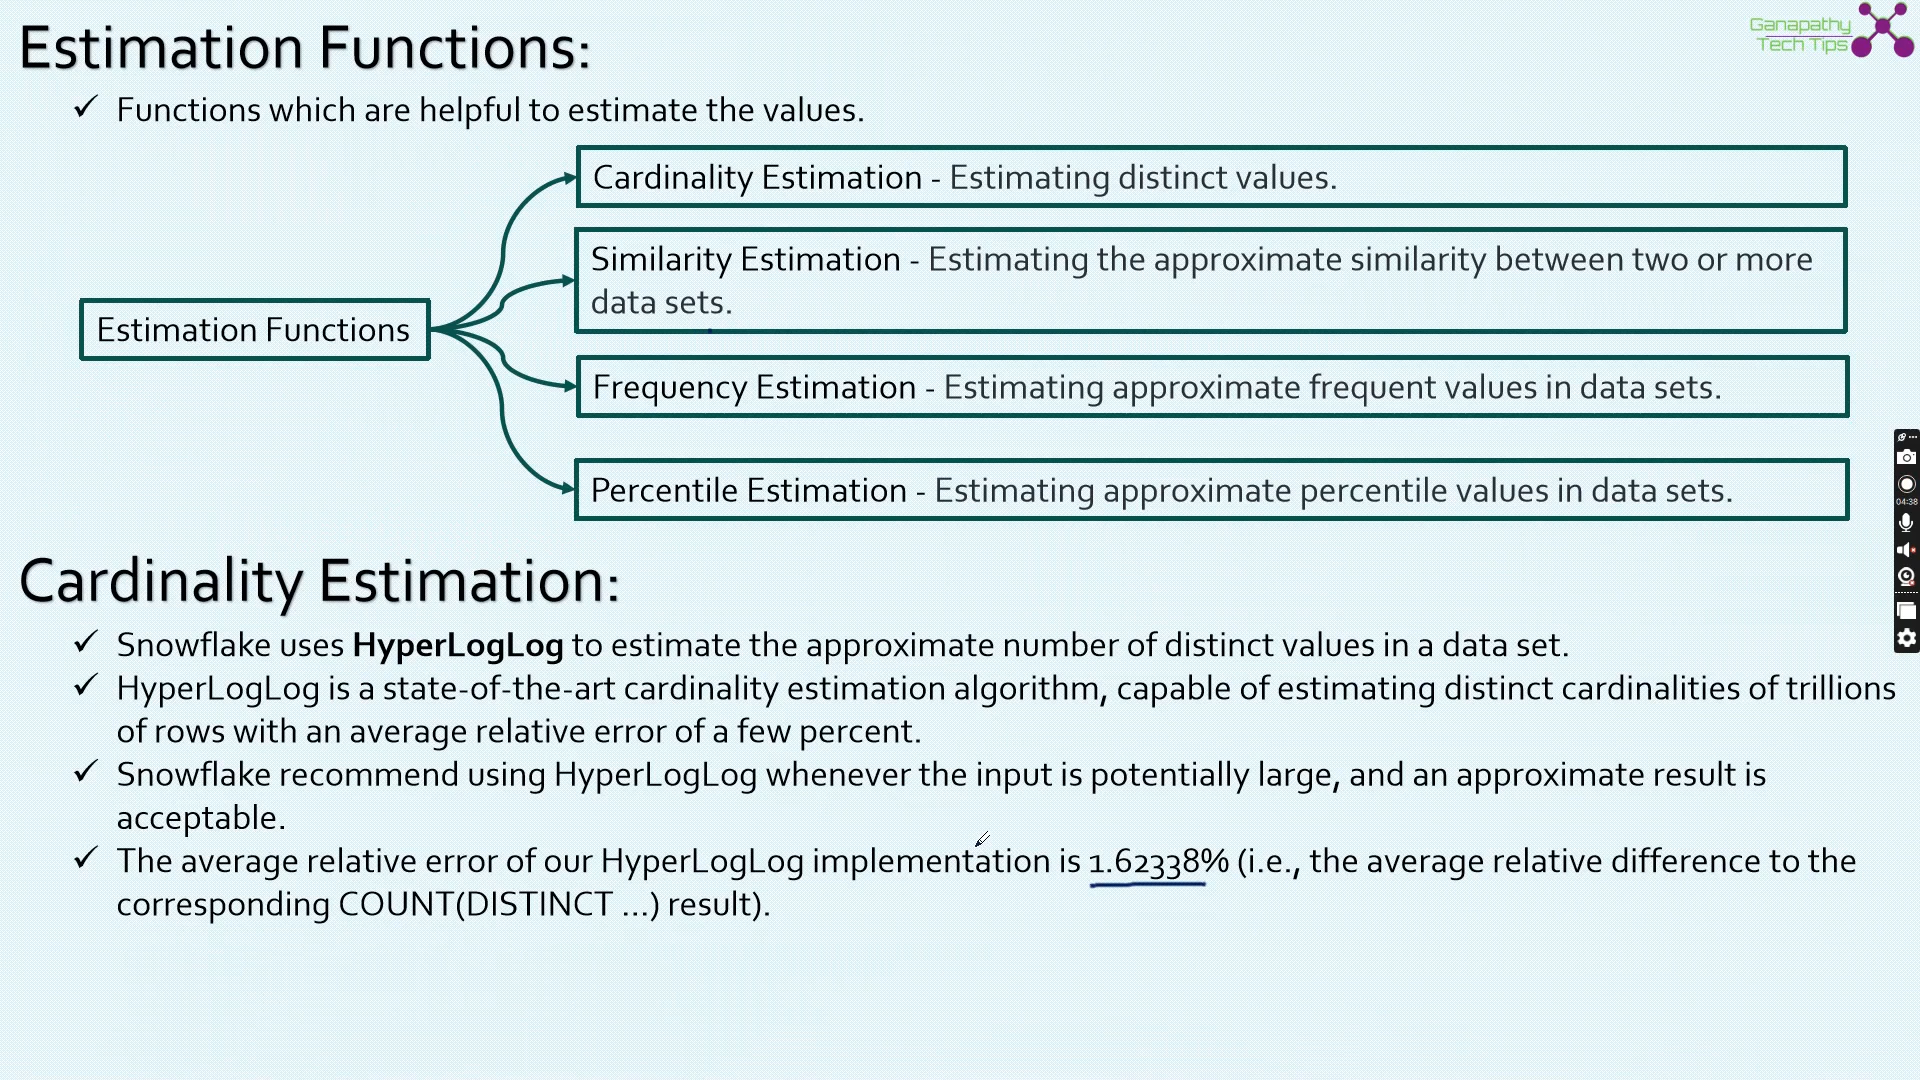 Estimation Functions:
Ganapathy
Tech Tips
✓ Functions which are helpful to estimate the values.
Cardinality Estimation - Estimating distinct values.
Similarity Estimation - Estimating the approximate similarity between two or more
data sets.
Estimation Functions
Frequency Estimation - Estimating approximate frequent values in data sets.
Percentile Estimation - Estimating approximate percentile values in data sets.
04:38
Cardinality Estimation:
✓ Snowflake uses HyperLogLog to estimate the approximate number of distinct values in a data set.
✓ HyperLogLog is a state-of-the-art cardinality estimation algorithm, capable of estimating distinct cardinalities of trillions
of rows with an average relative error of a few percent.
✓ Snowflake recommend using HyperLogLog whenever the input is potentially large, and an approximate result is
acceptable.
✓ The average relative error of our HyperLogLog implementation is 1.62338% (i.e., the average relative difference to the
corresponding COUNT(DISTINCT ...) result).